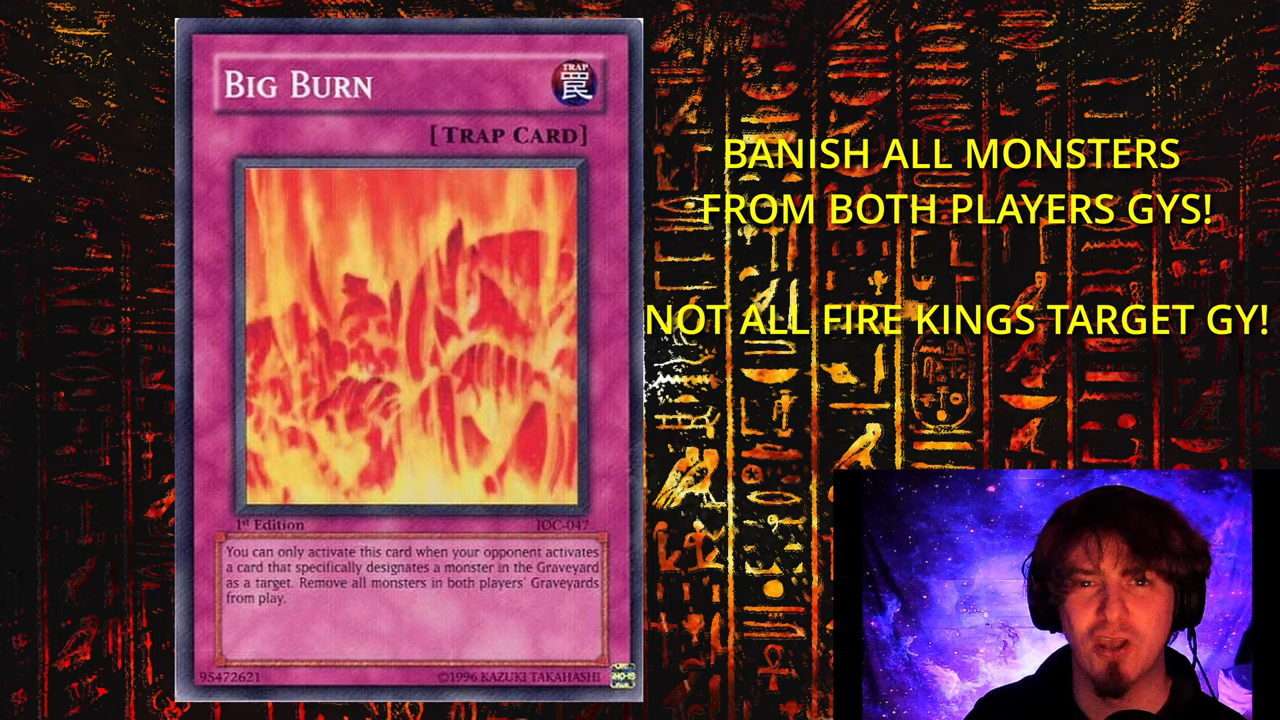 BIG BURN
TRAP
罠
[TRAP CARD]
1st Edition
IOC-047
You can only activate this card when your opponent activates
a card that specifically designates a monster in the Graveyard
as a target. Remove all monsters in both players' Graveyards
from play.
95472621
©1996 KAZUKI TAKAHASHI
BANISH ALL MONSTERS
FROM BOTH PLAYERS GYS!
NOT ALL FIRE KINGS TARGET GY!